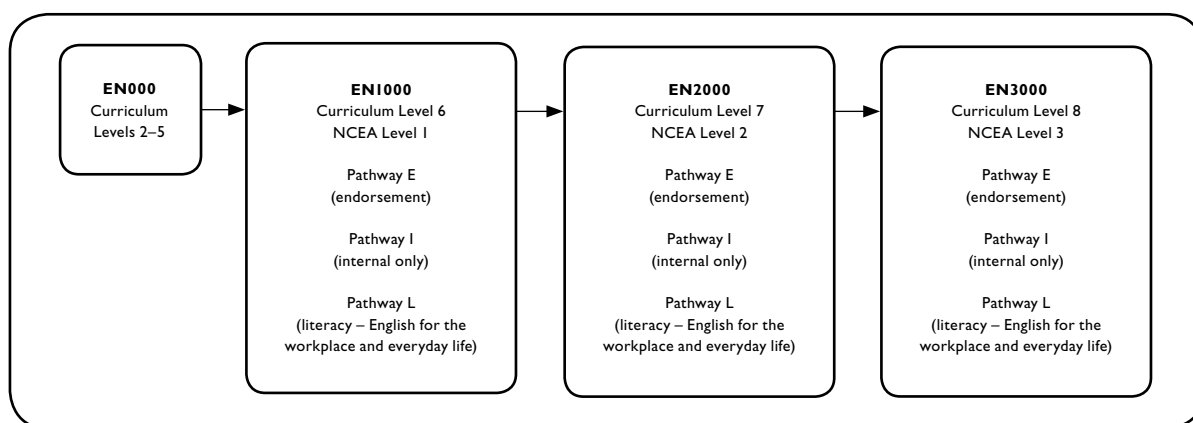 EN000
Curriculum
Levels 2–5
EN1000
Curriculum Level 6
NCEA Level 1
Pathway E
(endorsement)
Pathway I
(internal only)
Pathway L
(literacy – English for the
workplace and everyday life)
EN2000
Curriculum Level 7
NCEA Level 2
Pathway E
(endorsement)
Pathway I
(internal only)
Pathway L
(literacy – English for the
workplace and everyday life)
EN3000
Curriculum Level 8
NCEA Level 3
Pathway E
(endorsement)
Pathway I
(internal only)
Pathway L
(literacy – English for the
workplace and everyday life)